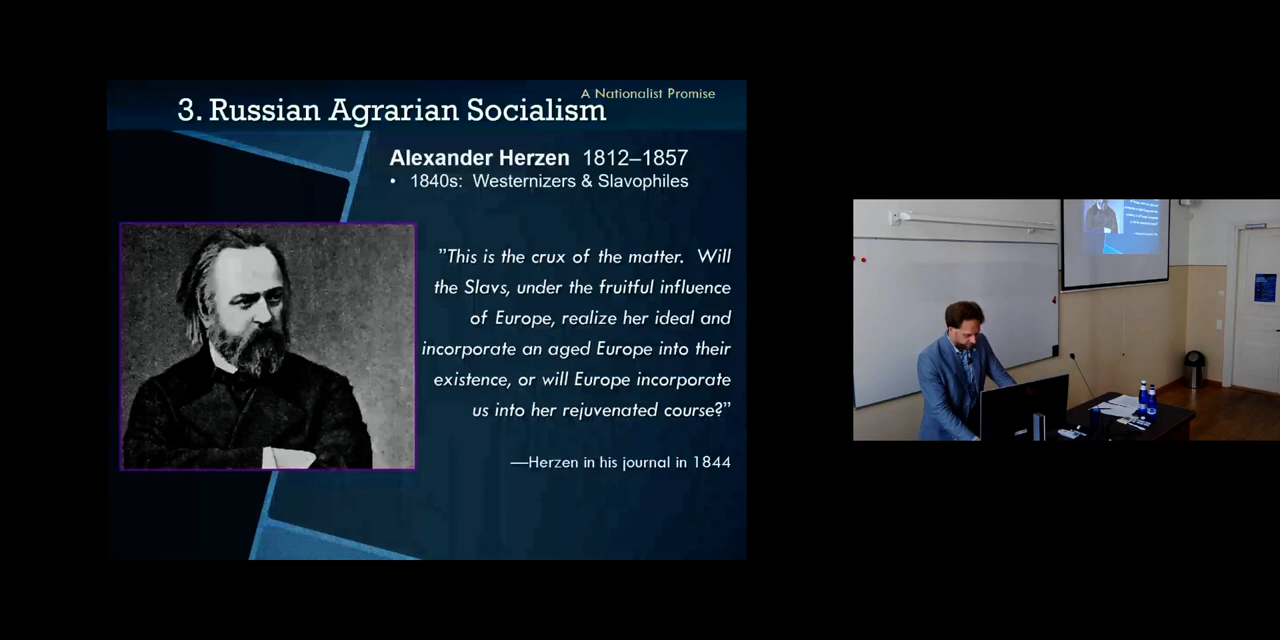 A Nationalist Promise
3. Russian Agrarian Socialism
Alexander Herzen 1812–1857
• 1840s: Westernizers & Slavophiles
"This is the crux of the matter. Will
the Slavs, under the fruitful influence
of Europe, realize her ideal and
incorporate an aged Europe into their
existence, or will Europe incorporate
us into her rejuvenated course?"
—Herzen in his journal in 1844